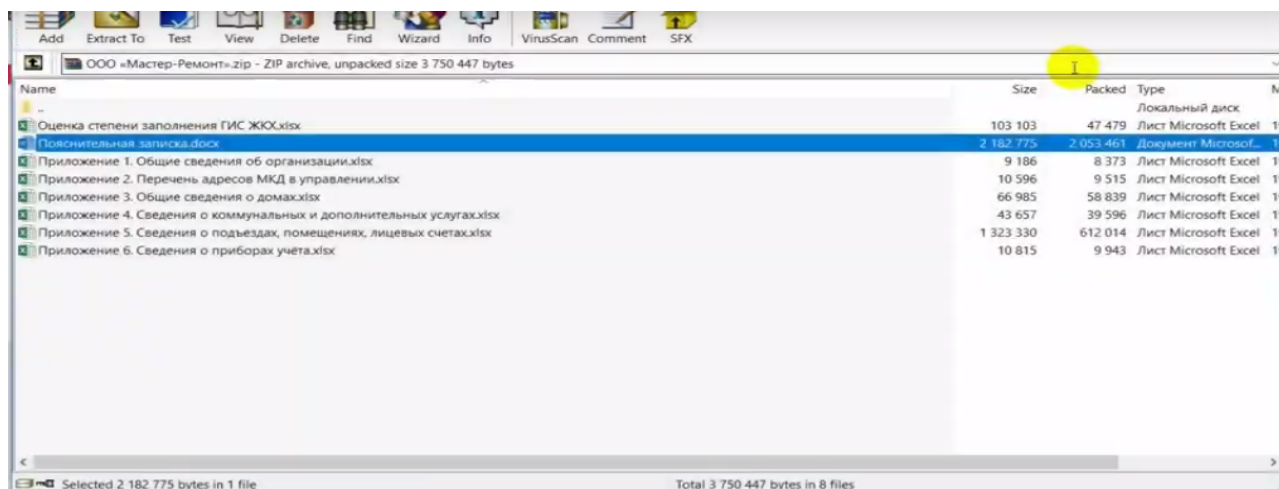 Add Extract To Test View Delete Find Wizard Info VirusScan Comment SFX
ООО «Мастер-Ремонт».zip - ZIP archive, unpacked size 3 750 447 bytes
Name Size Packed Type
.. Локальный диск
Оценка степени заполнения ГИС ЖКХ.xlsx 103 103 47 479 Лист Microsoft Excel
Пояснительная записка.docx 2 182 775 2 053 461 Документ Microsof...
Приложение 1. Общие сведения об организации.xlsx 9 186 8 373 Лист Microsoft Excel
Приложение 2. Перечень адресов МКД в управлении.xlsx 10 596 9 515 Лист Microsoft Excel
Приложение 3. Общие сведения о домах.xlsx 66 985 58 839 Лист Microsoft Excel
Приложение 4. Сведения о коммунальных и дополнительных услугах.xlsx 43 657 39 596 Лист Microsoft Excel
Приложение 5. Сведения о подъездах, помещениях, лицевых счетах.xlsx 1 323 330 612 014 Лист Microsoft Excel
Приложение 6. Сведения о приборах учета.xlsx 10 815 9 943 Лист Microsoft Excel
Selected 2 182 775 bytes in 1 file Total 3 750 447 bytes in 8 files